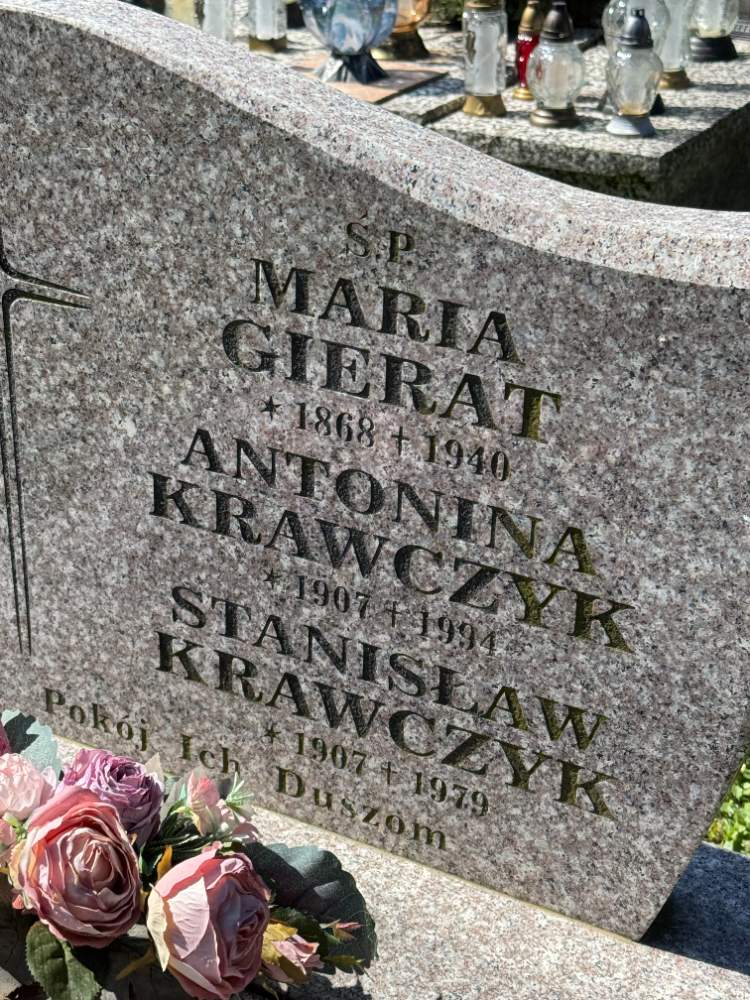 Ś.P.
MARIA
GIERAT
* 1868 † 1940
ANTONINA
KRAWCZYK
* 1907 † 1994
STANISŁAW
KRAWCZYK
* 1907 † 1979
Pokój Ich Duszom